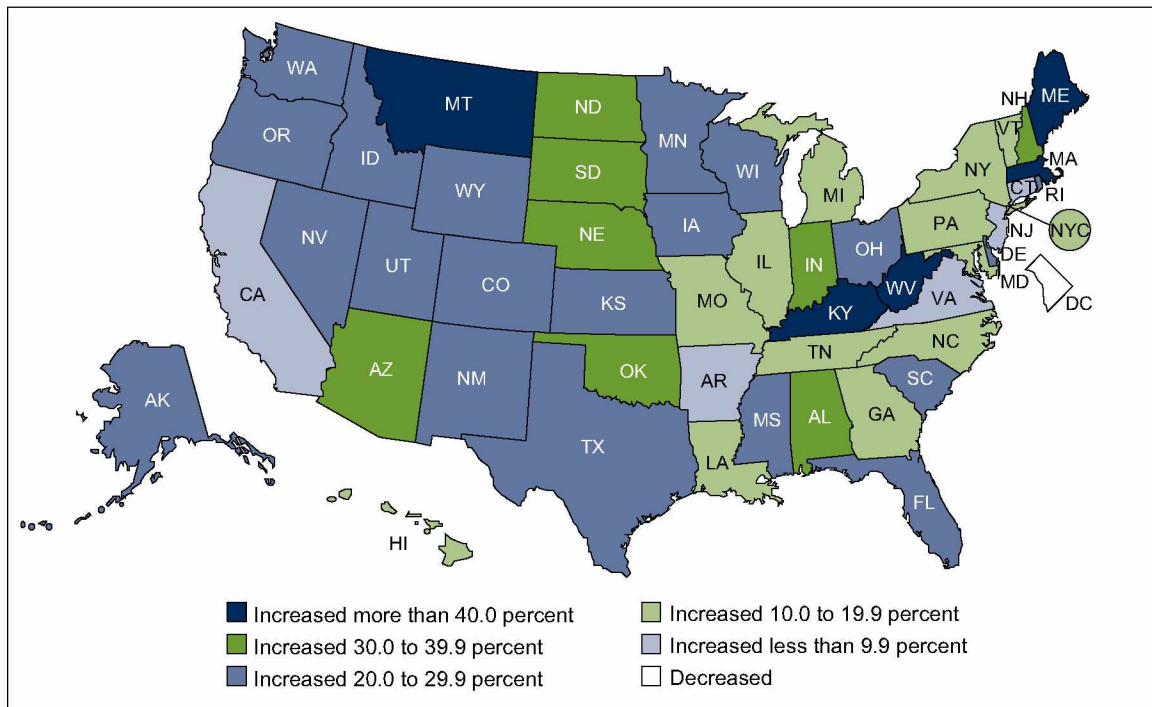 WA
MT
ND
MN
OR
ID
SD
WI
WY
MI
NE
IA
NV
UT
CO
KS
MO
IL
IN
OH
CA
KY
WV
VA
AZ
NM
OK
AR
TN
NC
SC
AK
TX
LA
MS
AL
GA
FL
HI
NH
ME
VT
NY
MA
CT
RI
PA
NJ
NYC
DE
MD
DC
Increased more than 40.0 percent
Increased 30.0 to 39.9 percent
Increased 20.0 to 29.9 percent
Increased 10.0 to 19.9 percent
Increased less than 9.9 percent
Decreased